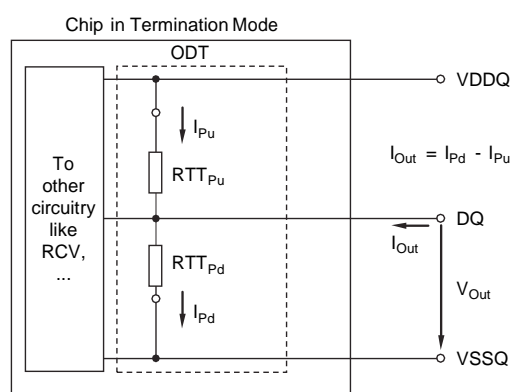 Chip in Termination Mode
ODT
VDDQ
I_Pu
I_Out = I_Pd - I_Pu
To
other
circuitry
like
RCV,
...
RTT_Pu
DQ
I_Out
RTT_Pd
V_Out
I_Pd
VSSQ